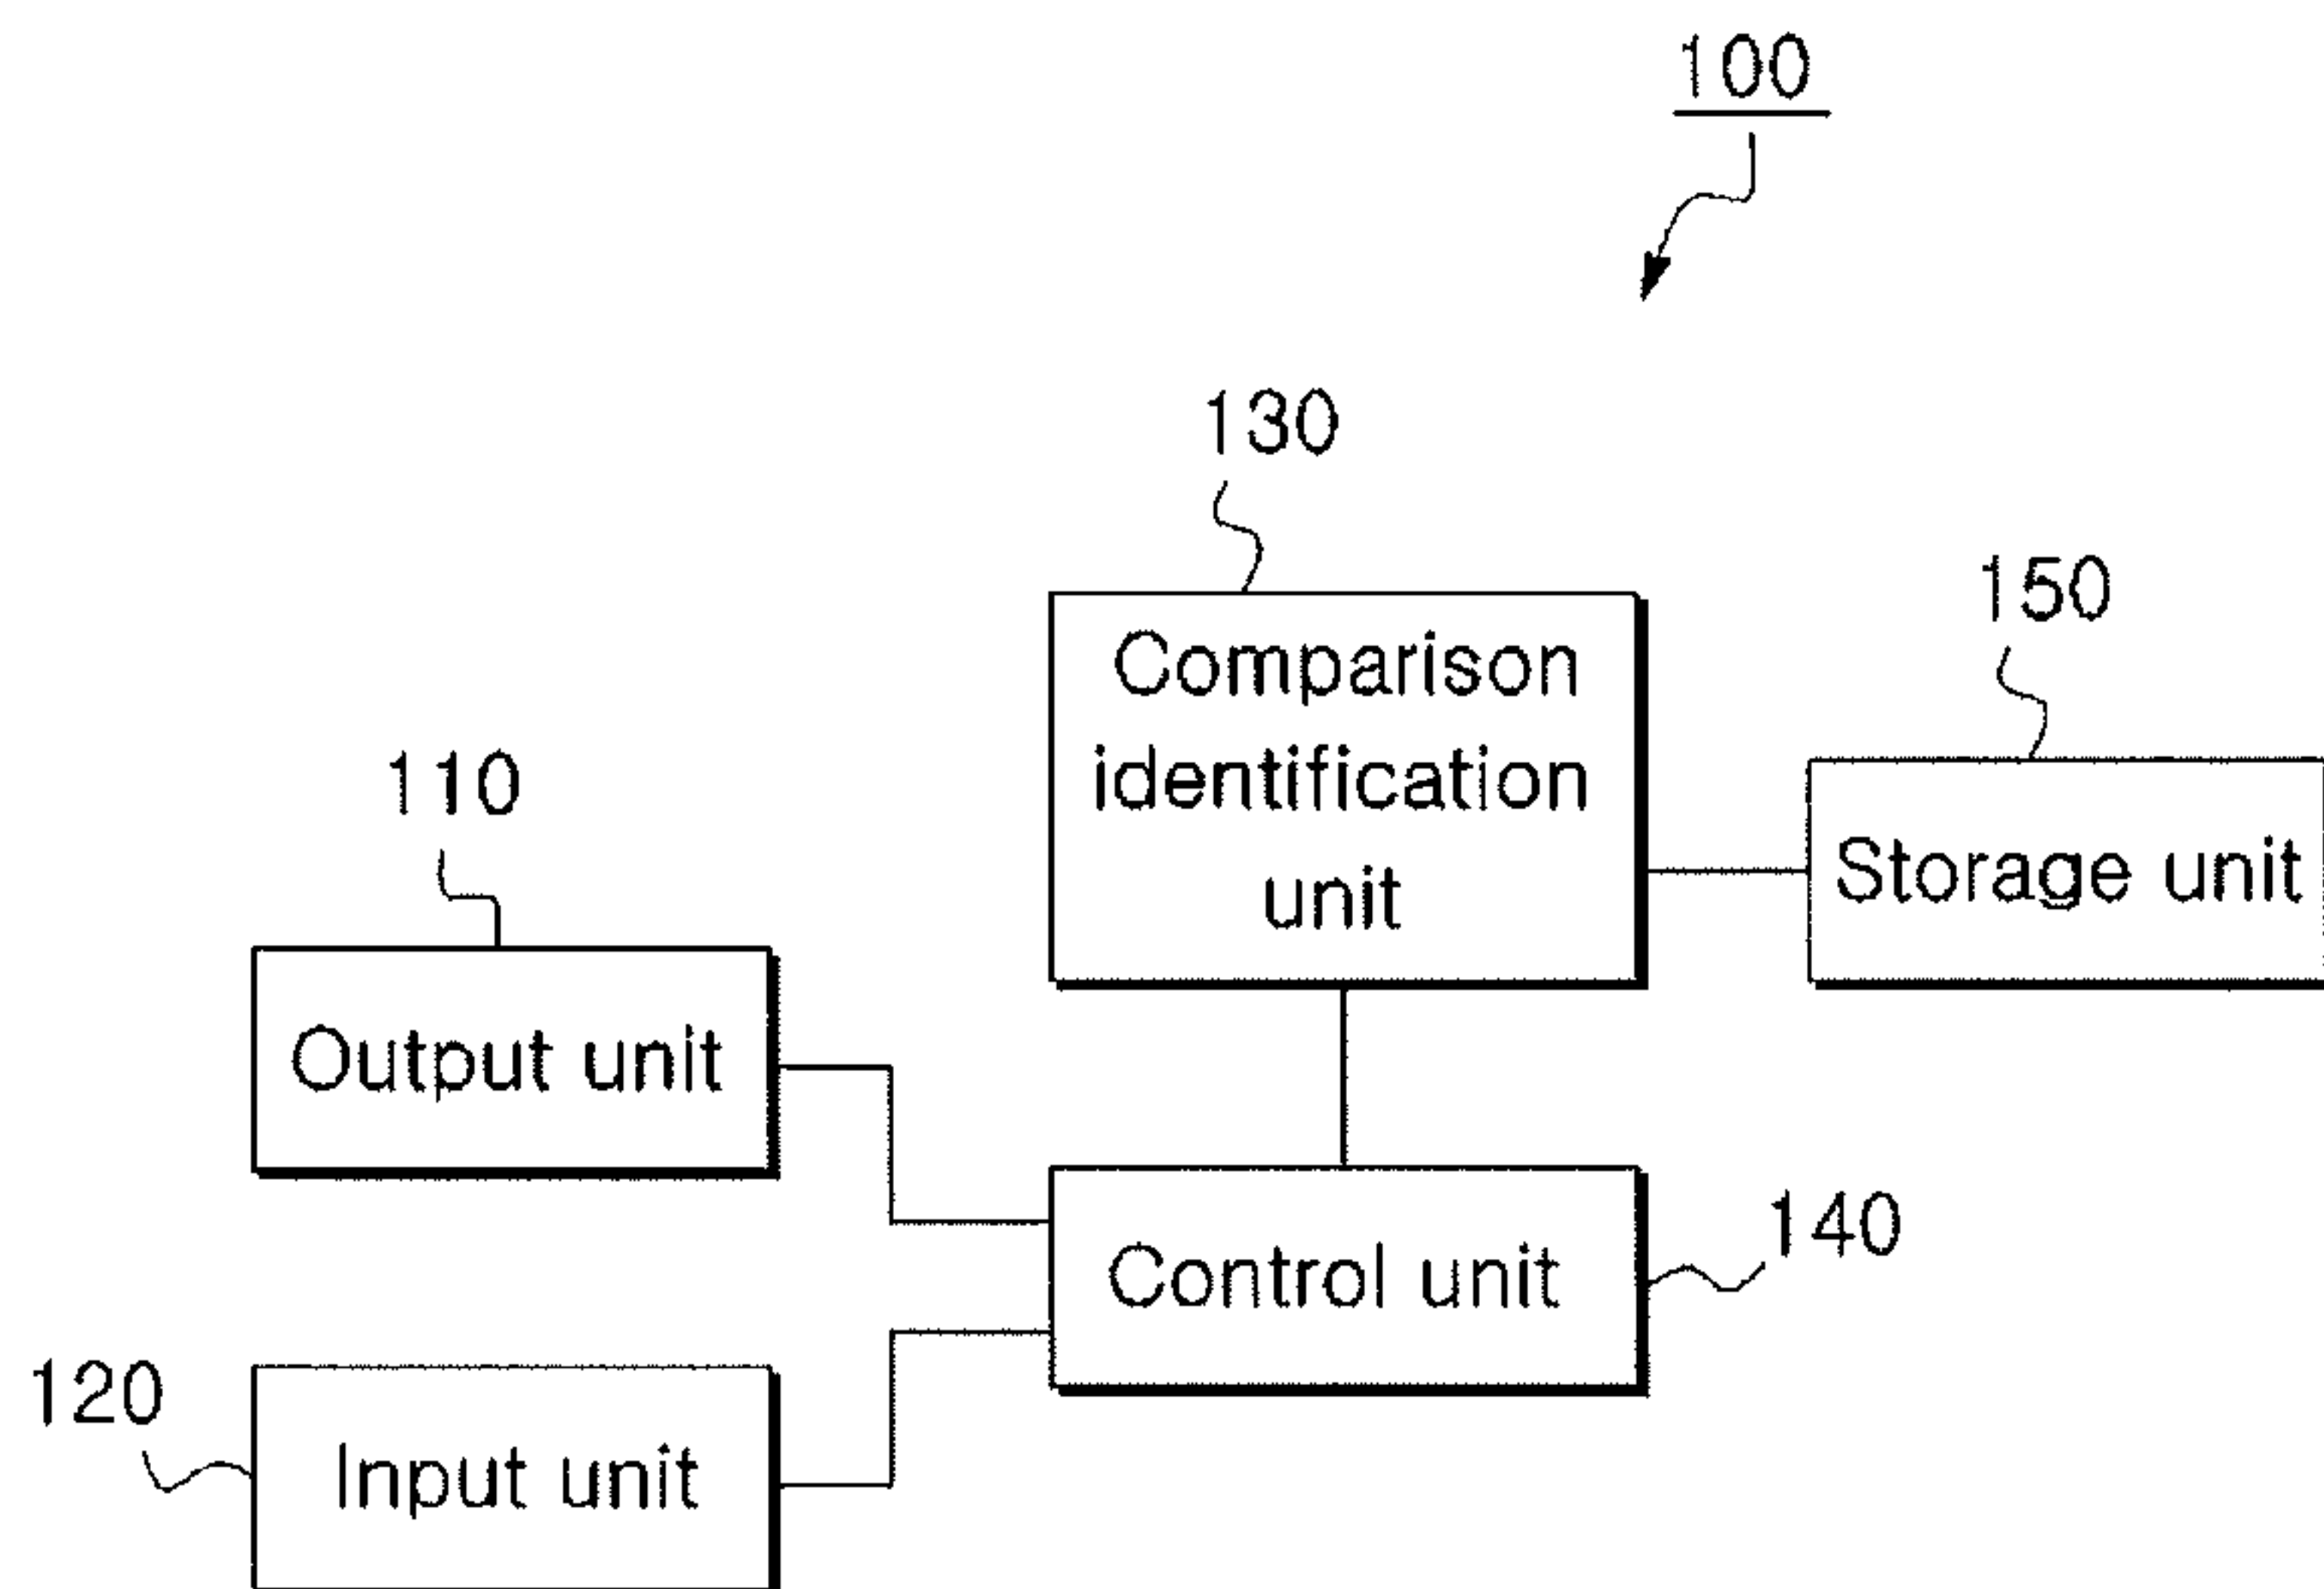 100
130
Comparison
identification
unit
150
Storage unit
110
Output unit
Control unit
140
120
Input unit